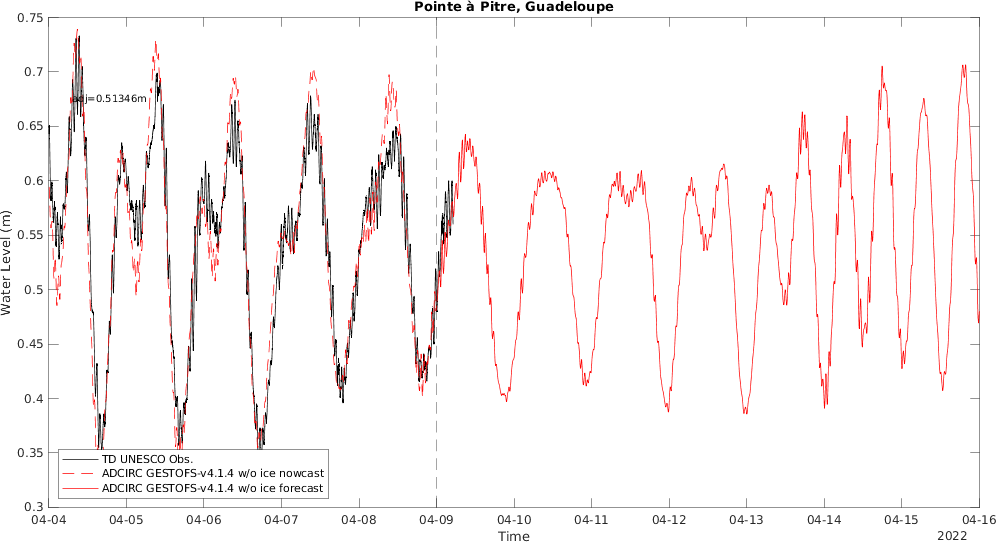 Pointe à Pitre, Guadeloupe
0.75
0.7
0.65
0.6
0.55
0.5
0.45
0.4
0.35
0.3
Water Level (m)
adj=0.51346m
TD UNESCO Obs.
ADCIRC GESTOFS-v4.1.4 w/o ice nowcast
ADCIRC GESTOFS-v4.1.4 w/o ice forecast
04-04 04-05 04-06 04-07 04-08 04-09 04-10 04-11 04-12 04-13 04-14 04-15 04-16
Time
2022